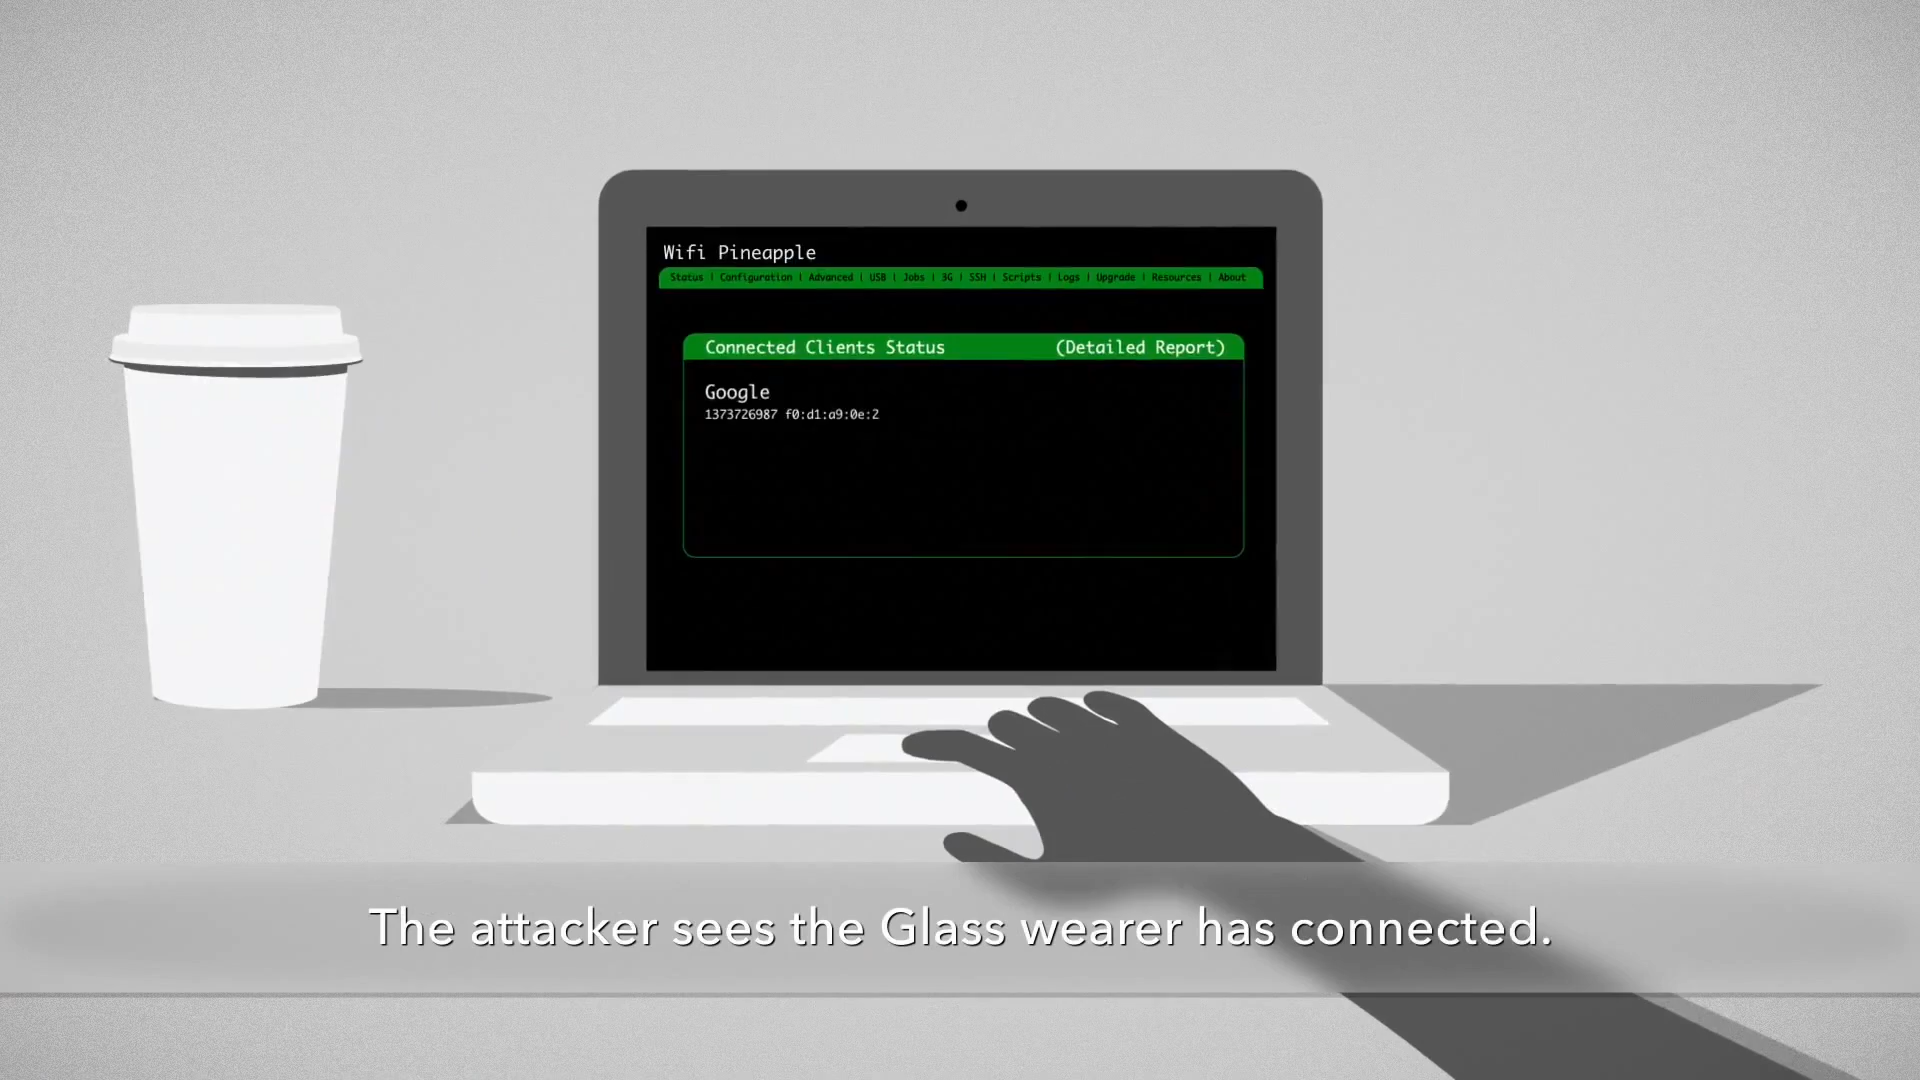 Wifi Pineapple
Status | Configuration | Advanced | USB | Jobs | 3G | SSH | Scripts | Logs | Upgrade | Resources | About
Connected Clients Status (Detailed Report)
Google
1373726987 f0:d1:a9:0e:2
The attacker sees the Glass wearer has connected.